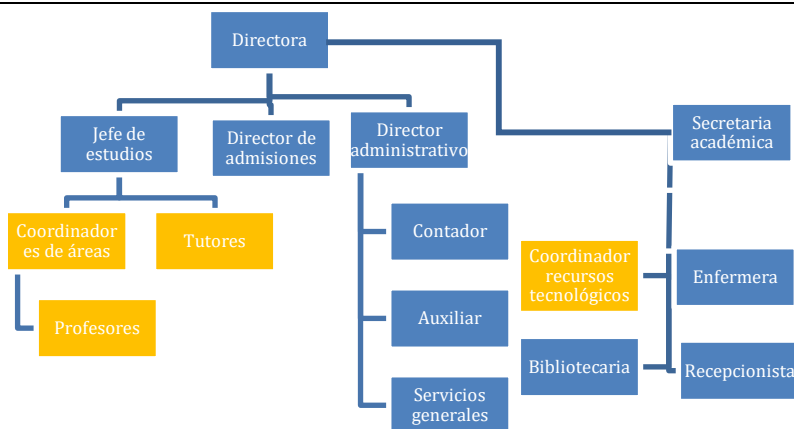 Directora
Jefe de
estudios
Director de
admisiones
Director
administrativo
Secretaria
académica
Coordinador
es de áreas
Tutores
Profesores
Contador
Auxiliar
Servicios
generales
Coordinador
recursos
tecnológicos
Enfermera
Bibliotecaria
Recepcionista